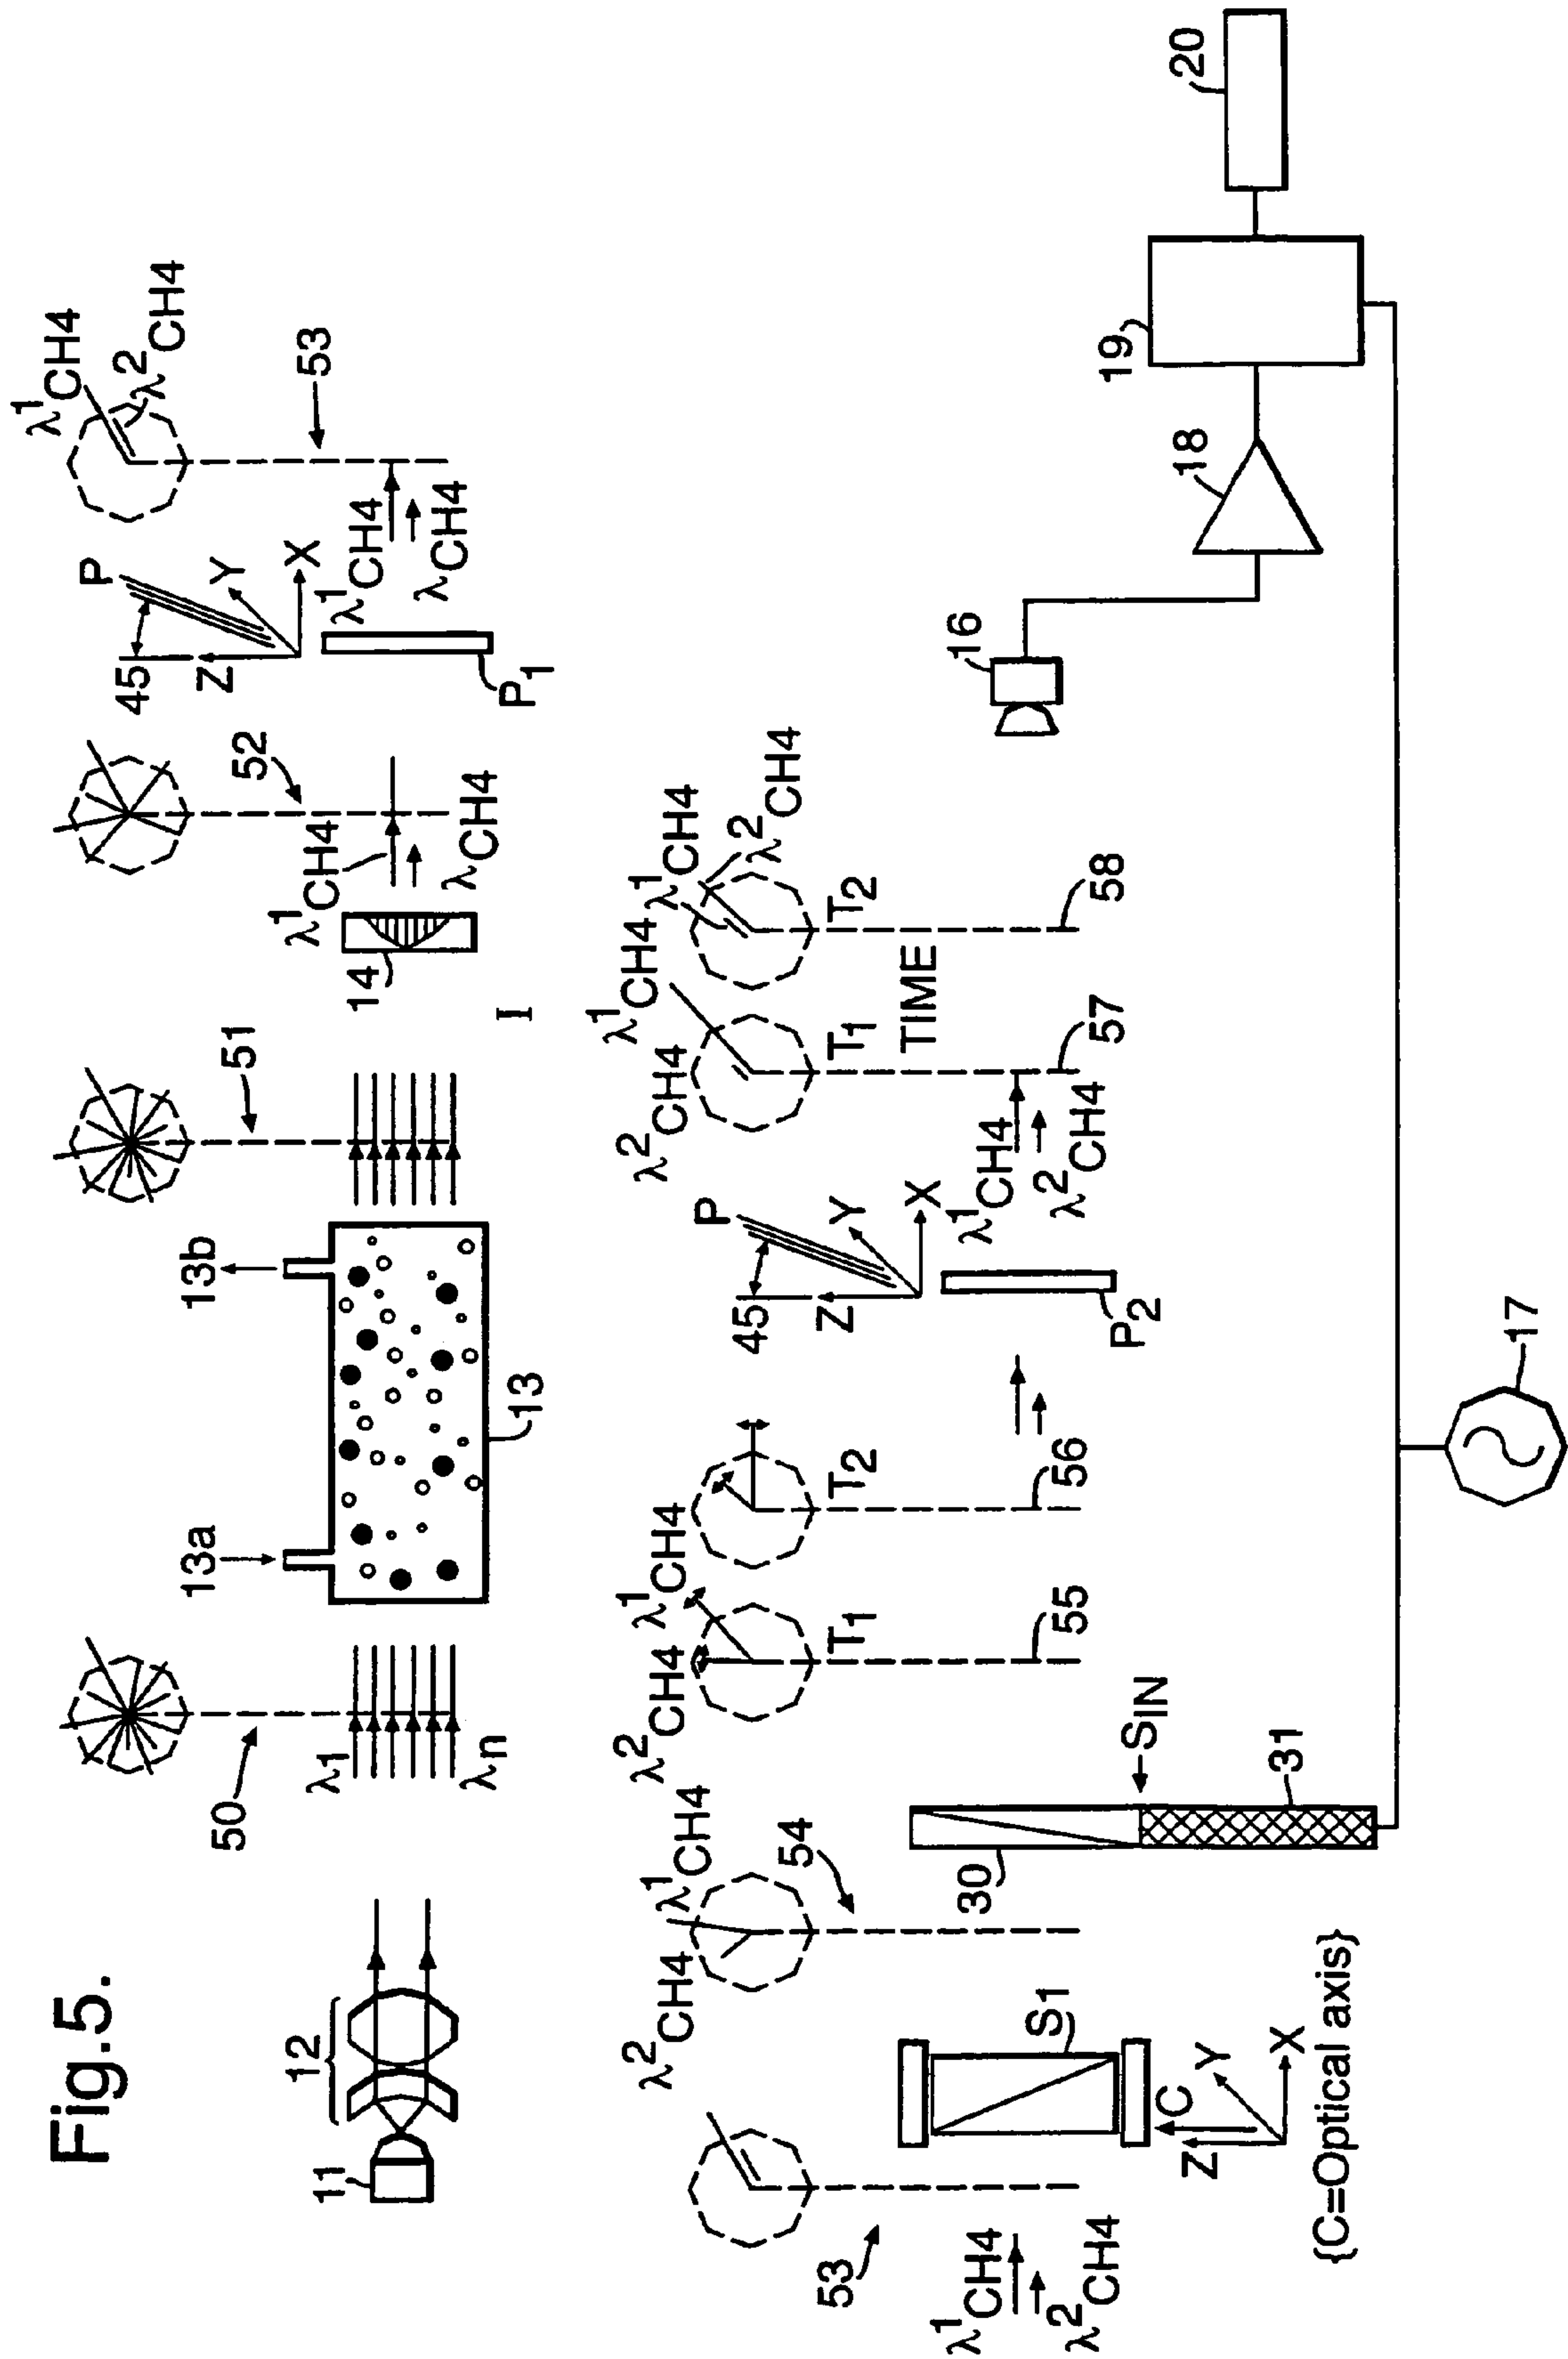 Fig.5.
11
12
50
λ1
λn
13a
13b
13
51
I
14
λ1CH4
λCH4
52
45
P
Z
Y
X
P1
λ1CH4
λCH4
53
λ1CH4
λ2CH4
53
λ1CH4
λ2CH4
S1
Z
C
Y
X
{C=Optical axis}
λ2CH4
λ1CH4
54
30
SIN
31
λ2CH4
λ1CH4
T1
55
T2
56
45
P
Z
Y
X
P2
λ1CH4
λ2CH4
λ2CH4
λ1CH4
T1
TIME
57
λ1CH4
λ2CH4
T2
58
16
17
18
19
20